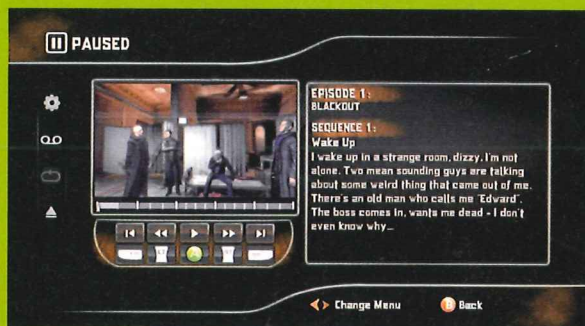 PAUSED
EPISODE 1:
BLACKOUT
SEQUENCE 1:
Wake Up
I wake up in a strange room, dizzy. I'm not
alone. Two mean sounding guys are talking
about some weird thing that came out of me.
There's an old man who calls me "Edward".
The boss comes in, wants me dead - I don't
even know why...
A
Change Menu
B Back